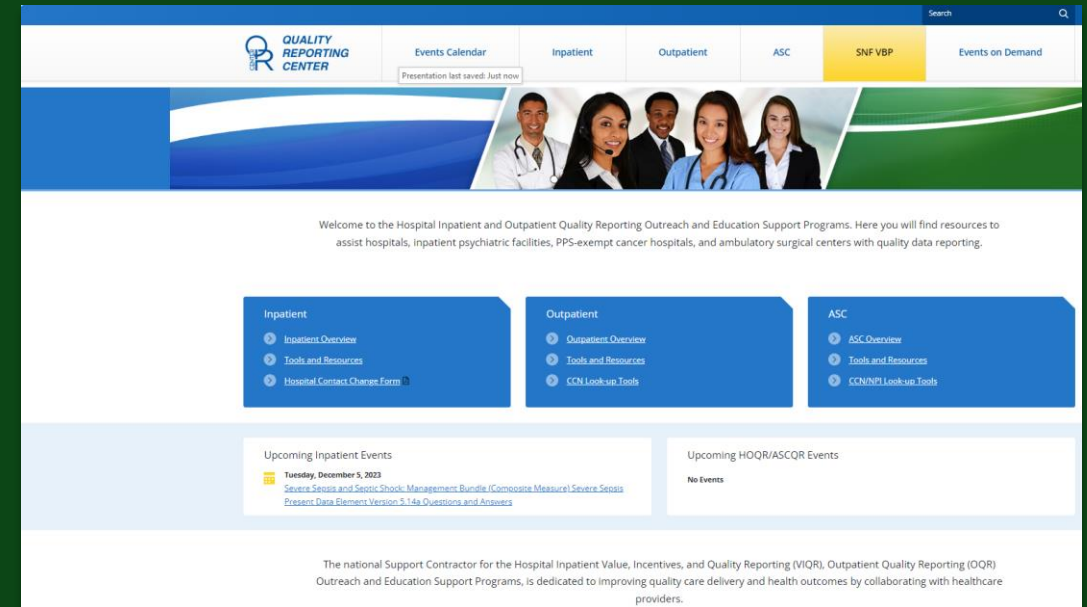 Search
QUALITY
REPORTING
CENTER
Events Calendar
Inpatient
Outpatient
ASC
SNF VBP
Events on Demand
Presentation last saved: Just now
Welcome to the Hospital Inpatient and Outpatient Quality Reporting Outreach and Education Support Programs. Here you will find resources to
assist hospitals, inpatient psychiatric facilities, PPS-exempt cancer hospitals, and ambulatory surgical centers with quality data reporting.
Inpatient
Inpatient Overview
Tools and Resources
Hospital Contact Change Form
Outpatient
Outpatient Overview
Tools and Resources
CCN Look-up Tools
ASC
ASC Overview
Tools and Resources
CCN/NPI Look-up Tools
Upcoming Inpatient Events
Tuesday, December 5, 2023
Severe Sepsis and Septic Shock: Management Bundle (Composite Measure) Severe Sepsis
Present Data Element Version 5.14a Questions and Answers
Upcoming HOQR/ASCQR Events
No Events
The national Support Contractor for the Hospital Inpatient Value, Incentives, and Quality Reporting (VIQR), Outpatient Quality Reporting (OQR)
Outreach and Education Support Programs, is dedicated to improving quality care delivery and health outcomes by collaborating with healthcare
providers.